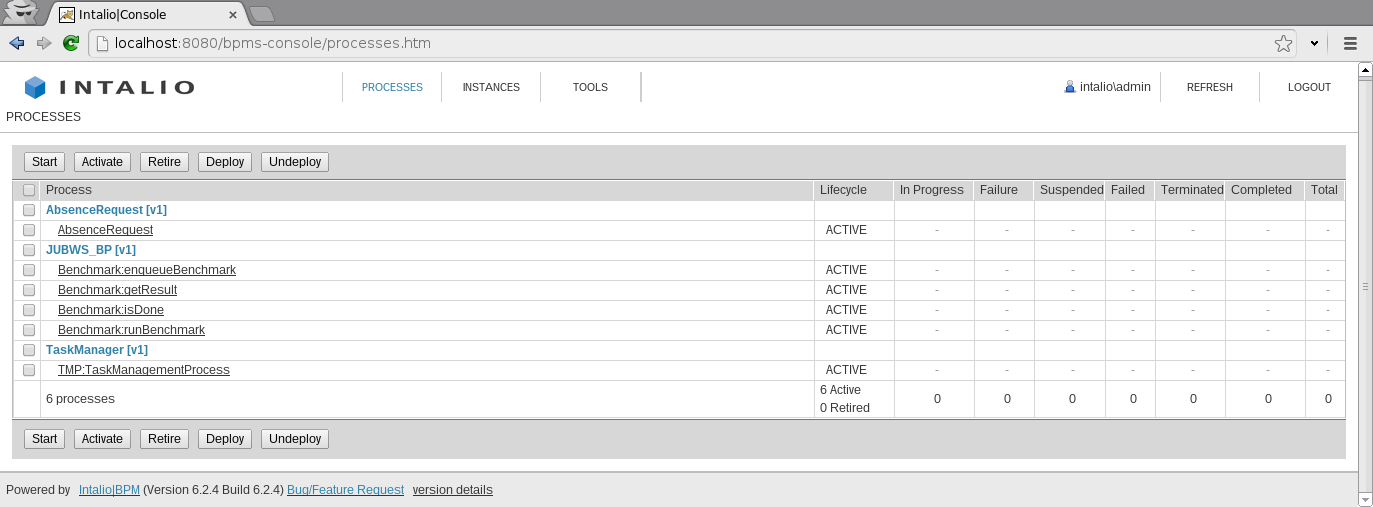 Intalio|Console
localhost:8080/bpms-console/processes.htm
INTALIO PROCESSES INSTANCES TOOLS intalio\admin REFRESH LOGOUT
PROCESSES
Start Activate Retire Deploy Undeploy
Process Lifecycle In Progress Failure Suspended Failed Terminated Completed Total
AbsenceRequest [v1]
AbsenceRequest ACTIVE - - - - - - -
JUBWS_BP [v1]
Benchmark:enqueueBenchmark ACTIVE - - - - - - -
Benchmark:getResult ACTIVE - - - - - - -
Benchmark:isDone ACTIVE - - - - - - -
Benchmark:runBenchmark ACTIVE - - - - - - -
TaskManager [v1]
TMP:TaskManagementProcess ACTIVE - - - - - - -
6 processes 6 Active 0 0 0 0 0 0 0
0 Retired
Start Activate Retire Deploy Undeploy
Powered by Intalio|BPM (Version 6.2.4 Build 6.2.4) Bug/Feature Request version details